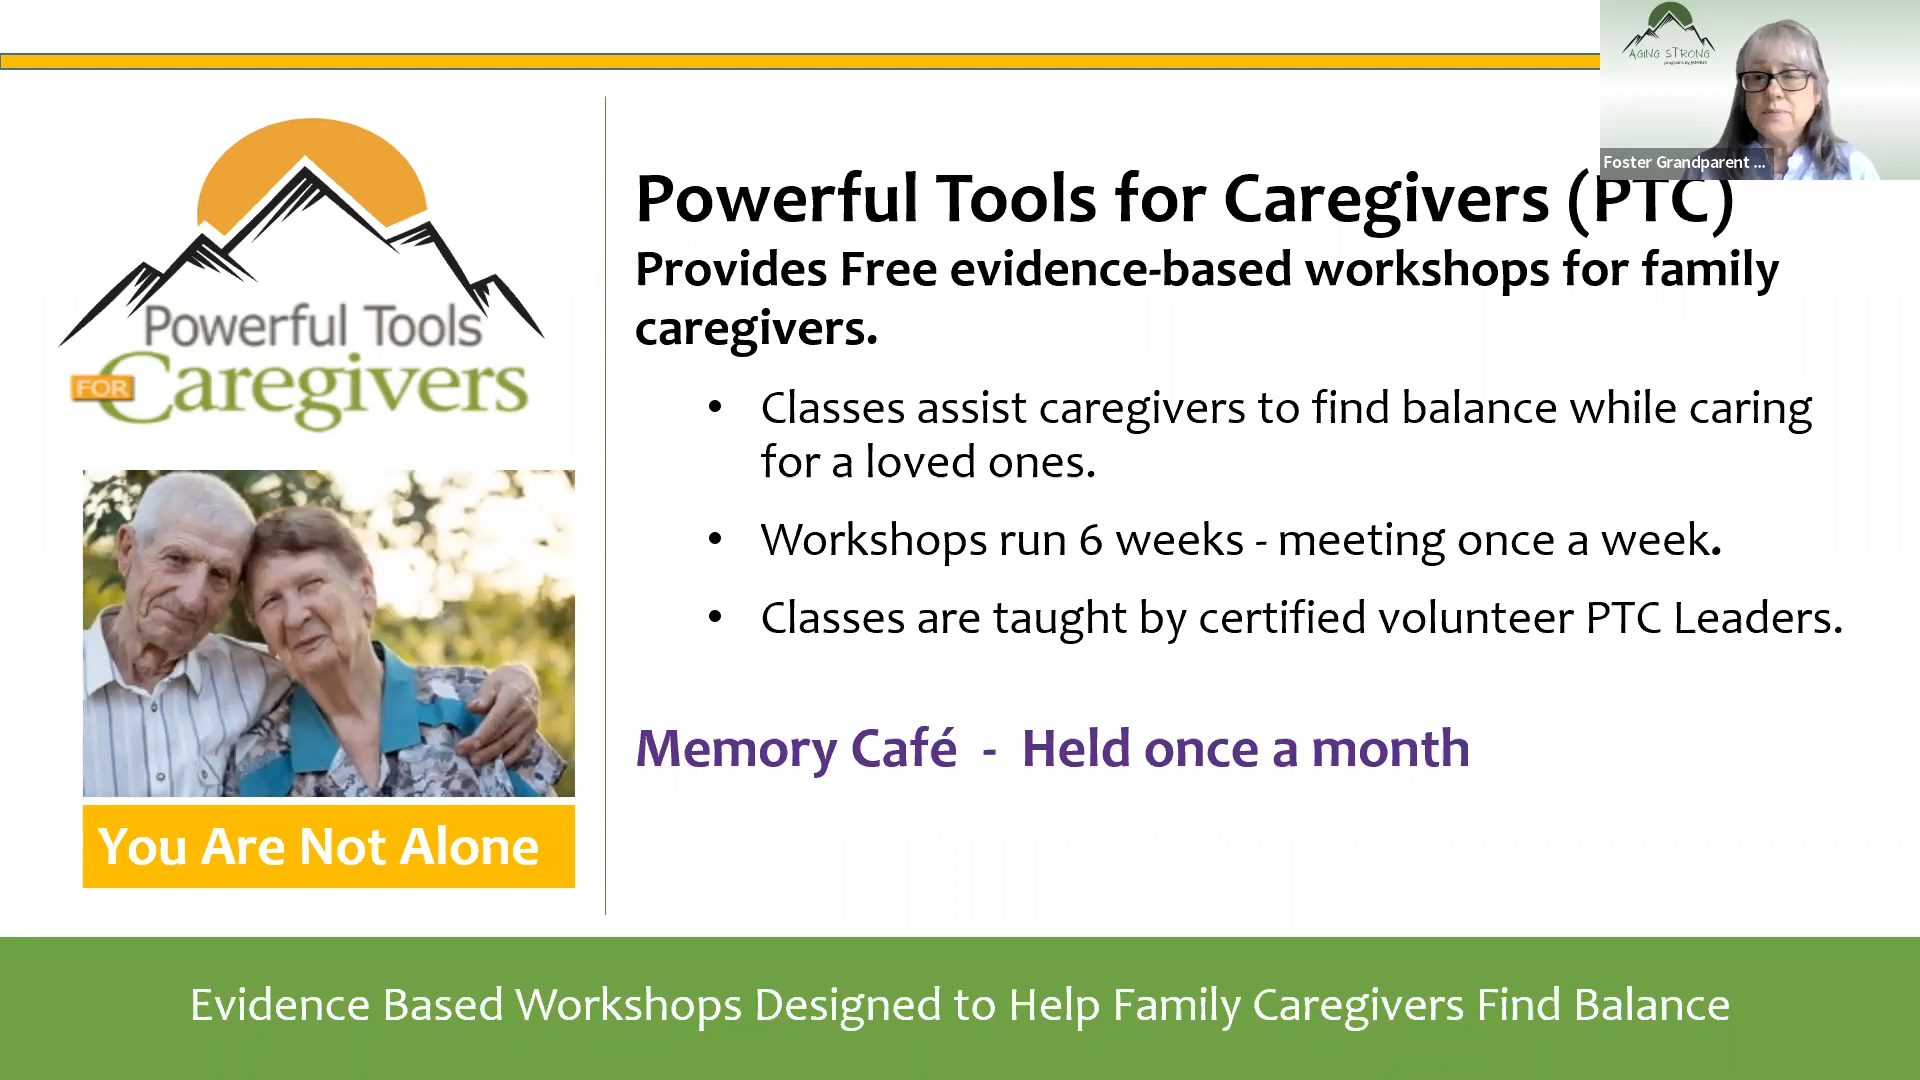 AGING STRONG
programs by JANNUS
Foster Grandparent ...
Powerful Tools
FOR Caregivers
You Are Not Alone
Powerful Tools for Caregivers (PTC)
Provides Free evidence-based workshops for family
caregivers.
• Classes assist caregivers to find balance while caring
for a loved ones.
• Workshops run 6 weeks - meeting once a week.
• Classes are taught by certified volunteer PTC Leaders.
Memory Café - Held once a month
Evidence Based Workshops Designed to Help Family Caregivers Find Balance